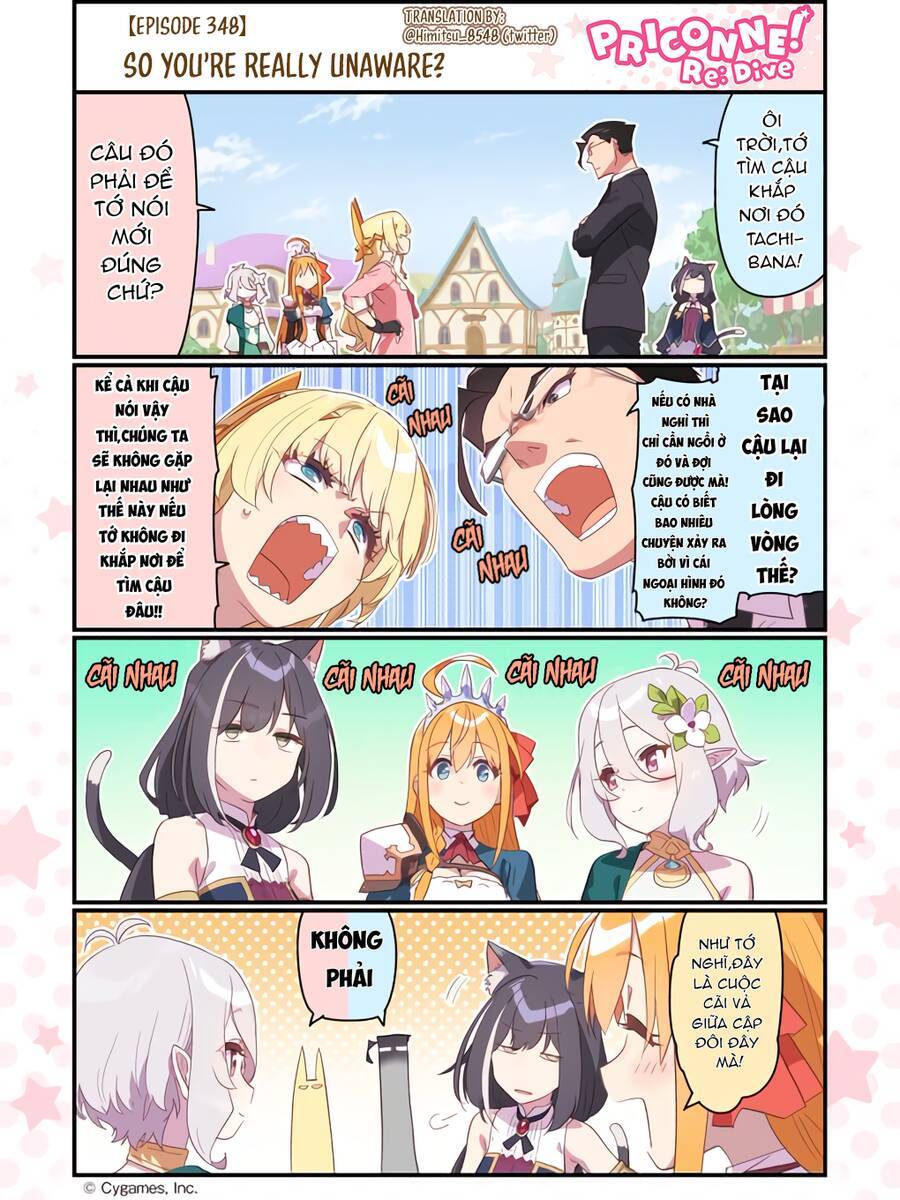 【EPISODE 348】
SO YOU'RE REALLY UNAWARE?
TRANSLATION BY:
@Himitsu_8548 (twitter)
PRICONNE!
Re: Dive
ÔI
TRỜI,TỚ
TÌM CẬU
KHẮP
NƠI ĐÓ
TACHI-
BANA!
CÂU ĐÓ
PHẢI ĐỂ
TỚ NÓI
MỚI
ĐÚNG
CHỨ?
TẠI
SAO
CẬU LẠI
ĐI
LÒNG
VÒNG
THẾ?
NẾU CÓ NHÀ
NGHỈ THÌ
CHỈ CẦN NGỒI Ở
ĐÓ VÀ ĐỢI
CŨNG ĐƯỢC MÀ!
CẬU CÓ BIẾT
BAO NHIÊU
CHUYỆN XẢY RA
BỞI VÌ CÁI
NGOẠI HÌNH ĐÓ
KHÔNG?
CÃI
NHAU
CÃI
NHAU
KỂ CẢ KHI CẬU
NÓI VẬY
THÌ,CHÚNG TA
SẼ KHÔNG GẶP
LẠI NHAU NHƯ
THẾ NÀY NẾU
TỚ KHÔNG ĐI
KHẮP NƠI ĐỂ
TÌM CẬU
ĐÂU!!
CÃI NHAU
CÃI NHAU
CÃI NHAU
CÃI NHAU
NHƯ TỚ
NGHĨ,ĐÂY
LÀ CUỘC
CÃI VẢ
GIỮA CẶP
ĐÔI ĐẤY
MÀ!
KHÔNG
PHẢI
© Cygames, Inc.